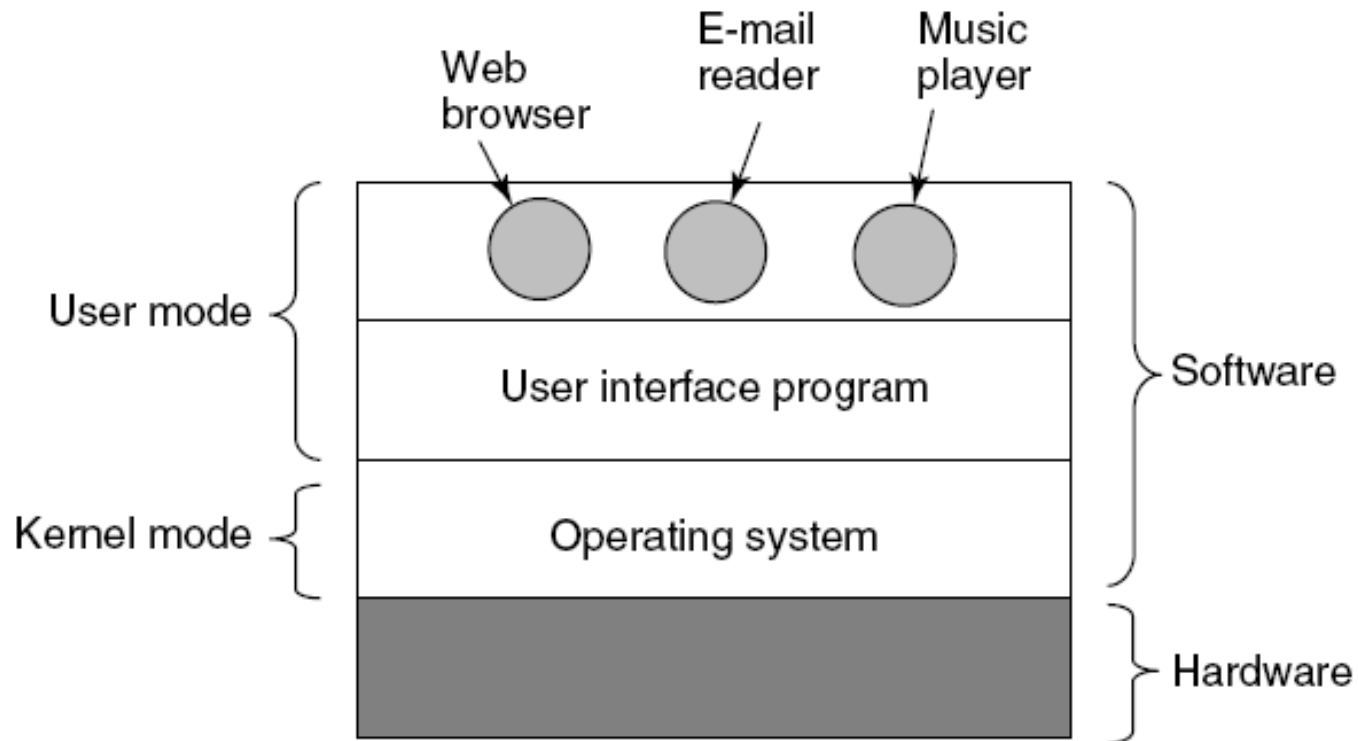 Web
browser
E-mail
reader
Music
player
User mode
User interface program
Software
Kernel mode
Operating system
Hardware